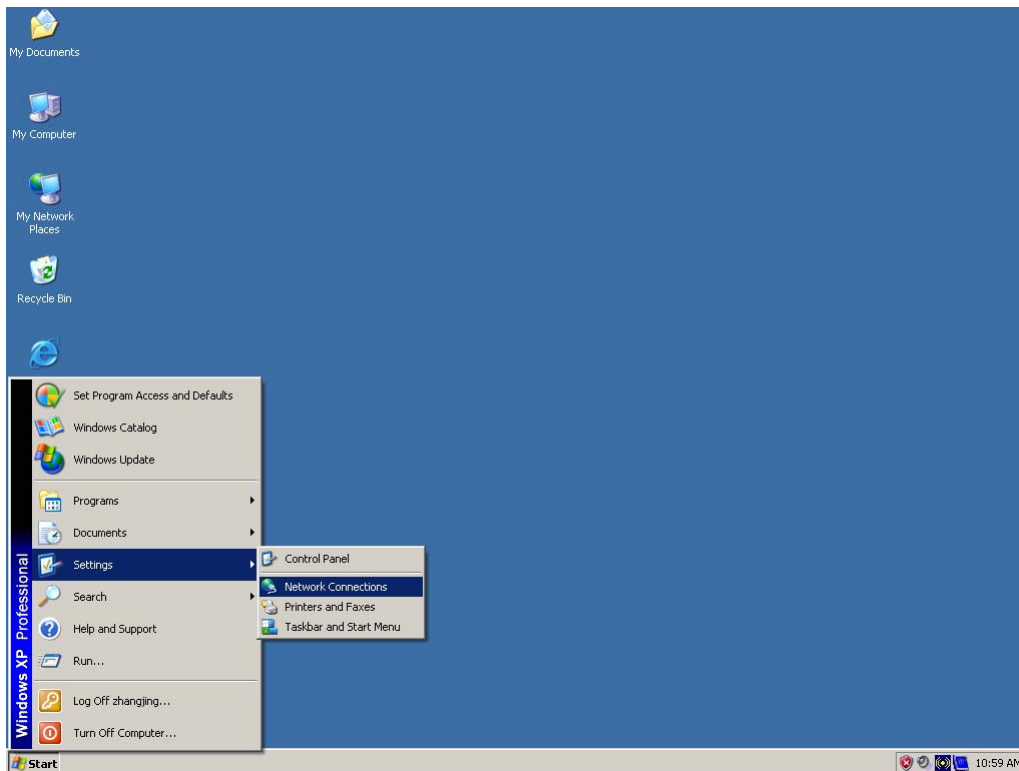 My Documents
My Computer
My Network
Places
Recycle Bin
Set Program Access and Defaults
Windows Catalog
Windows Update
Programs
Documents
Settings
Search
Help and Support
Run...
Log Off zhangjing...
Turn Off Computer...
Windows XP Professional
Control Panel
Network Connections
Printers and Faxes
Taskbar and Start Menu
Start
10:59 AM